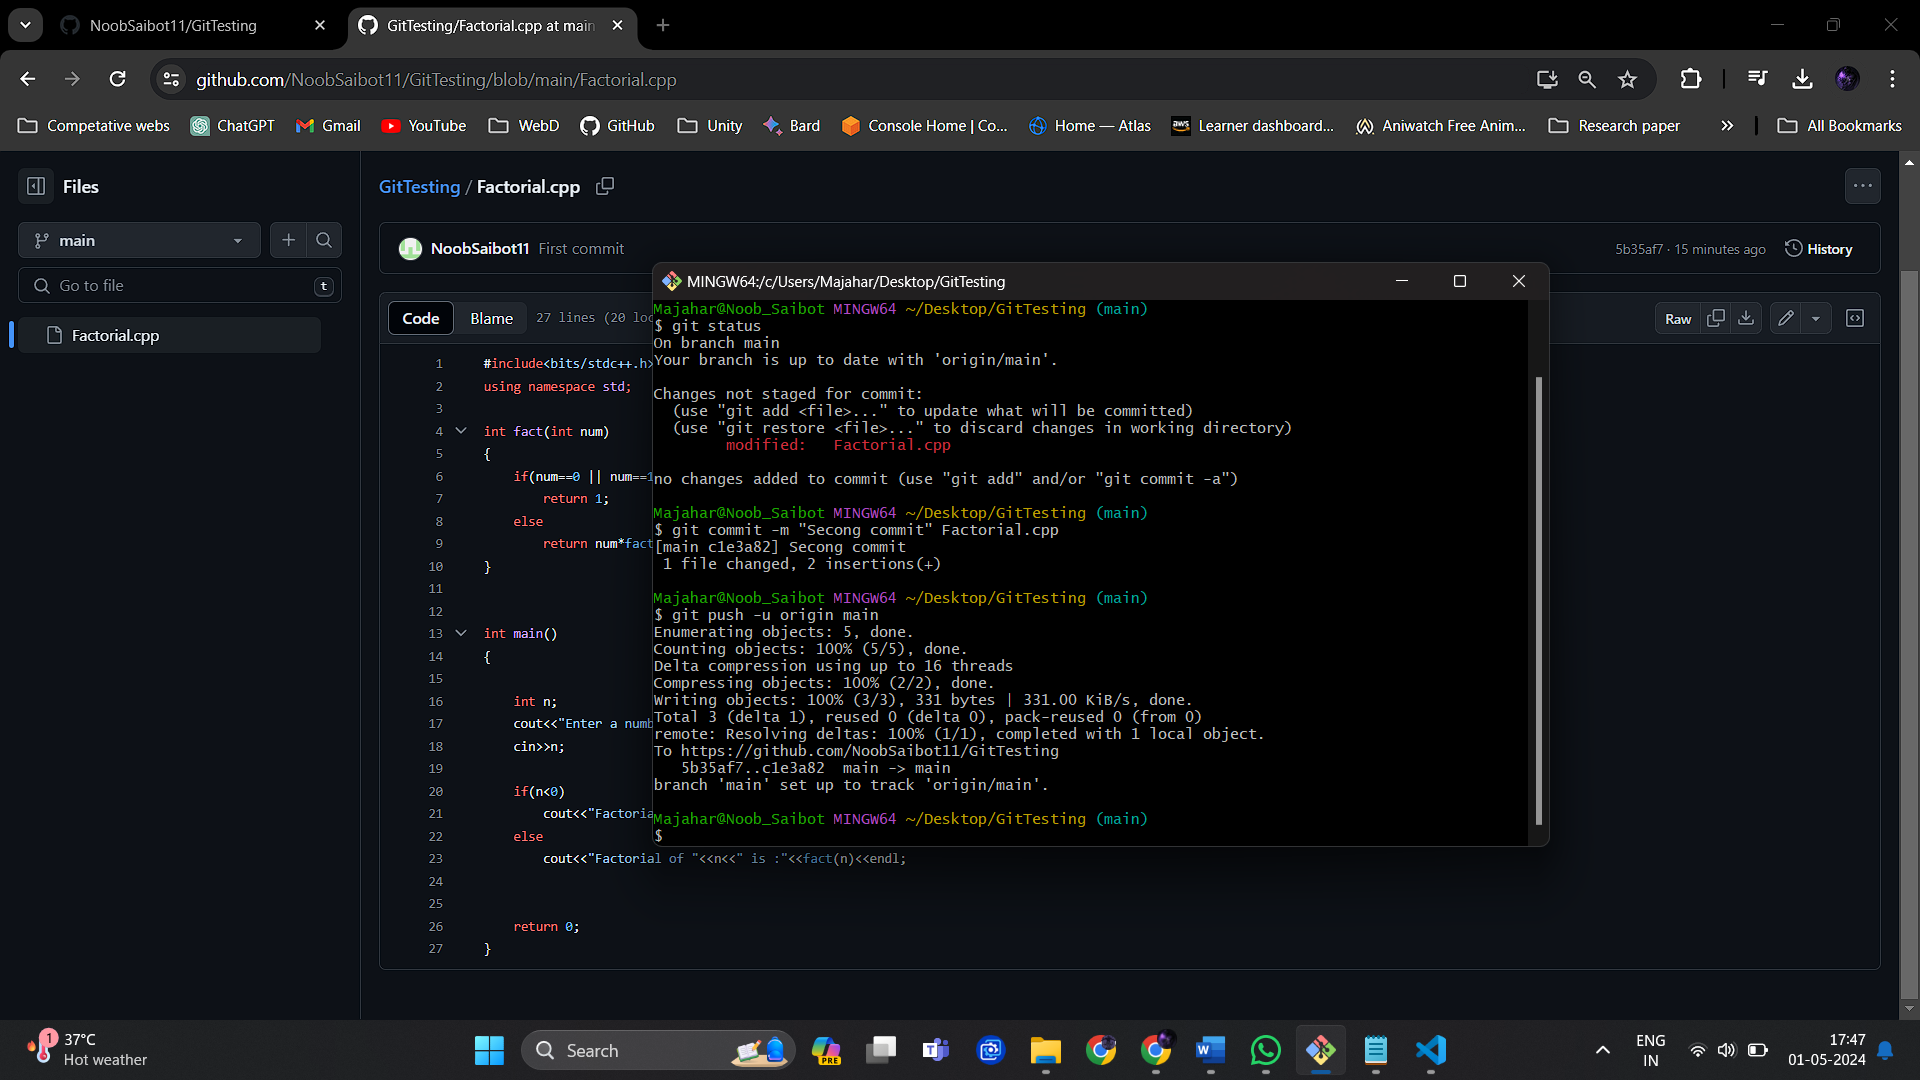 NoobSaibot11/GitTesting
GitTesting/Factorial.cpp at main
github.com/NoobSaibot11/GitTesting/blob/main/Factorial.cpp
Competative webs
ChatGPT
Gmail
YouTube
WebD
GitHub
Unity
Bard
Console Home | Co...
Home — Atlas
aws
Learner dashboard...
Aniwatch Free Anim...
Research paper
All Bookmarks
Files
main
Go to file
t
Factorial.cpp
GitTesting / Factorial.cpp
NoobSaibot11 First commit
5b35af7 · 15 minutes ago
History
Code
Blame
27 lines (20 loc
Raw
1 #include<bits/stdc++.h>
2 using namespace std;
3
4 int fact(int num)
5 {
6 if(num==0 || num==1
7 return 1;
8 else
9 return num*fact
10 }
11
12
13 int main()
14 {
15
16 int n;
17 cout<<"Enter a numb
18 cin>>n;
19
20 if(n<0)
21 cout<<"Factoria
22 else
23 cout<<"Factorial of "<<n<<" is :"<<fact(n)<<endl;
24
25
26 return 0;
27 }
MINGW64:/c/Users/Majahar/Desktop/GitTesting
Majahar@Noob_Saibot MINGW64 ~/Desktop/GitTesting (main)
$ git status
On branch main
Your branch is up to date with 'origin/main'.
Changes not staged for commit:
(use "git add <file>..." to update what will be committed)
(use "git restore <file>..." to discard changes in working directory)
modified: Factorial.cpp
no changes added to commit (use "git add" and/or "git commit -a")
Majahar@Noob_Saibot MINGW64 ~/Desktop/GitTesting (main)
$ git commit -m "Secong commit" Factorial.cpp
[main c1e3a82] Secong commit
1 file changed, 2 insertions(+)
Majahar@Noob_Saibot MINGW64 ~/Desktop/GitTesting (main)
$ git push -u origin main
Enumerating objects: 5, done.
Counting objects: 100% (5/5), done.
Delta compression using up to 16 threads
Compressing objects: 100% (2/2), done.
Writing objects: 100% (3/3), 331 bytes | 331.00 KiB/s, done.
Total 3 (delta 1), reused 0 (delta 0), pack-reused 0 (from 0)
remote: Resolving deltas: 100% (1/1), completed with 1 local object.
To https://github.com/NoobSaibot11/GitTesting
5b35af7..c1e3a82 main -> main
branch 'main' set up to track 'origin/main'.
Majahar@Noob_Saibot MINGW64 ~/Desktop/GitTesting (main)
$
1
37°C
Hot weather
Search
PRE
ENG
IN
17:47
01-05-2024